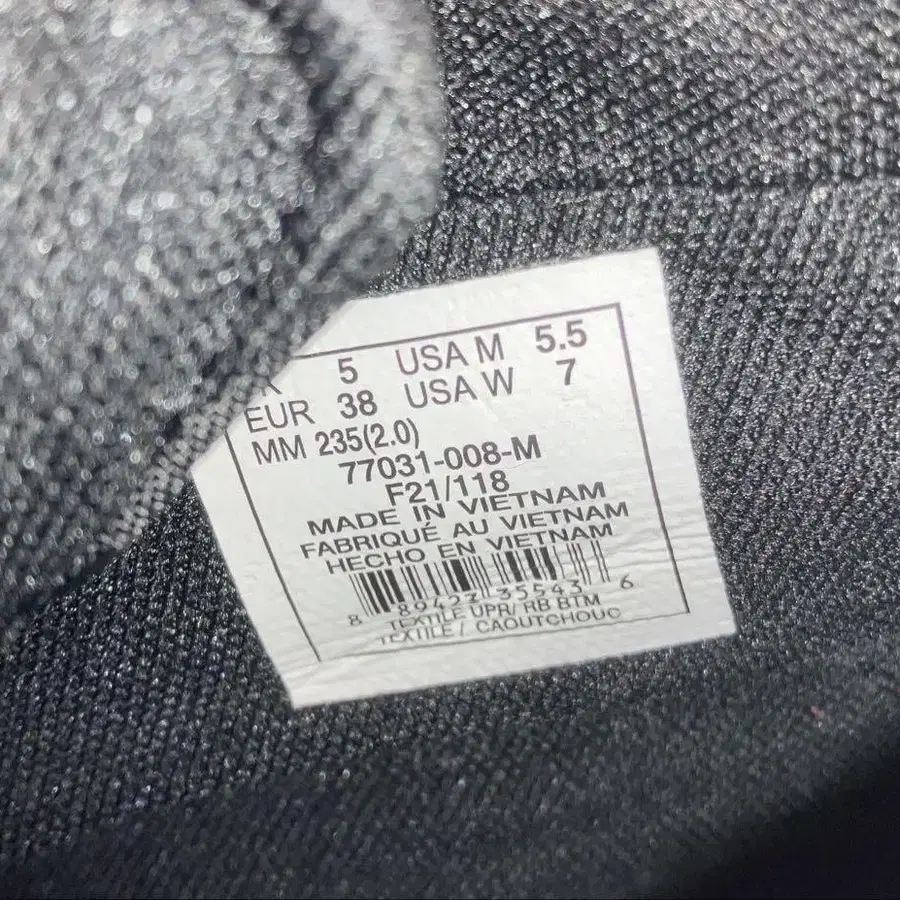 K 5 USA M 5.5
EUR 38 USA W 7
MM 235(2.0)
77031-008-M
F21/118
MADE IN VIETNAM
FABRIQUÉ AU VIETNAM
HECHO EN VIETNAM
8 89427 35543 6
TEXTILE UPR/ RB BTM
TEXTILE / CAOUTCHOUC